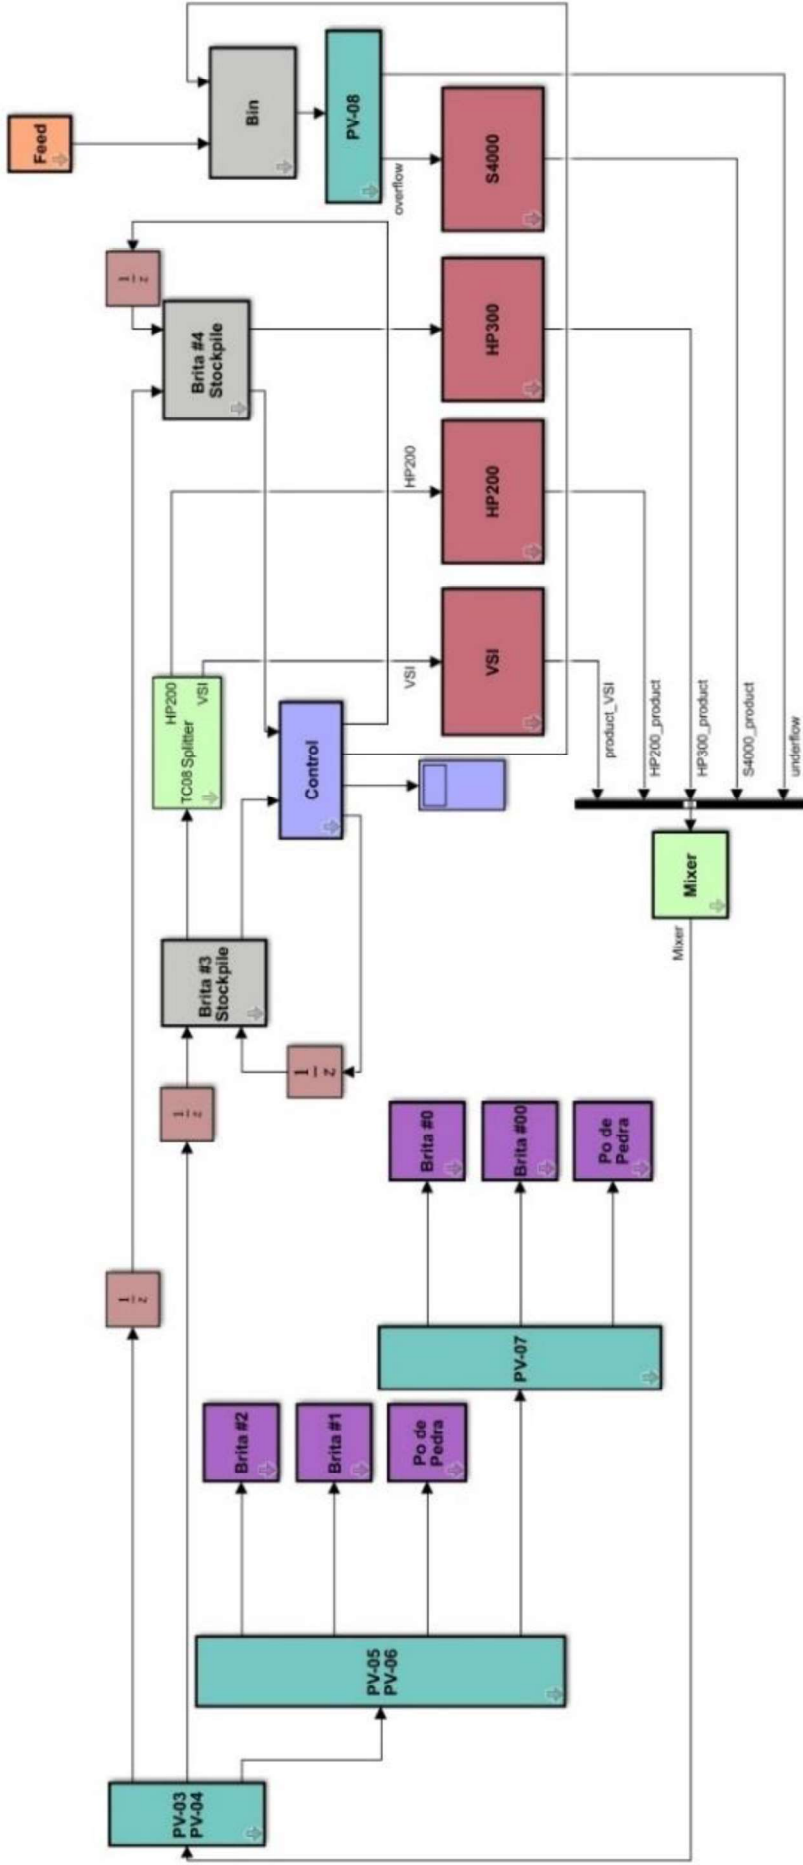 Feed
Bin
PV-08
overflow
S4000
1
z
Brita #4
Stockpile
HP300
HP200
HP200
VSI
TC08 Splitter
HP200
VSI
VSI
Control
product_VSI
HP200_product
HP300_product
S4000_product
underflow
Mixer
Mixer
Brita #3
Stockpile
1
z
1
z
1
z
Brita #0
Brita #00
Po de
Pedra
PV-07
Brita #2
Brita #1
Po de
Pedra
PV-05
PV-06
PV-03
PV-04